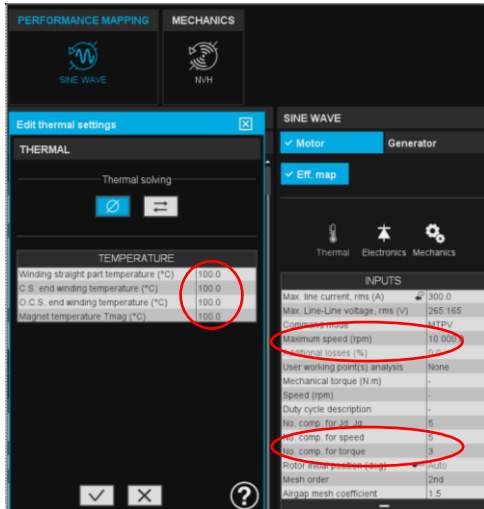 PERFORMANCE MAPPING
MECHANICS
SINE WAVE
NVH
Edit thermal settings
THERMAL
Thermal solving
TEMPERATURE
Winding straight part temperature (°C) 100.0
C.S. end winding temperature (°C) 100.0
O.C.S. end winding temperature (°C) 100.0
Magnet temperature Tmag (°C) 100.0
?
SINE WAVE
Motor Generator
Eff. map
Thermal Electronics Mechanics
INPUTS
Max. line current, rms (A) 300.0
Max. Line-Line voltage, rms (V) 265.165
Command mode MTPV
Maximum speed (rpm) 10 000
Additional losses (%) 0.0
User working point(s) analysis None
Mechanical torque (N.m) -
Speed (rpm) -
Duty cycle description -
No. comp. for Jd, Jq 5
No. comp. for speed 5
No. comp. for torque 3
Rotor initial position (deg) Auto
Mesh order 2nd
Airgap mesh coefficient 1.5